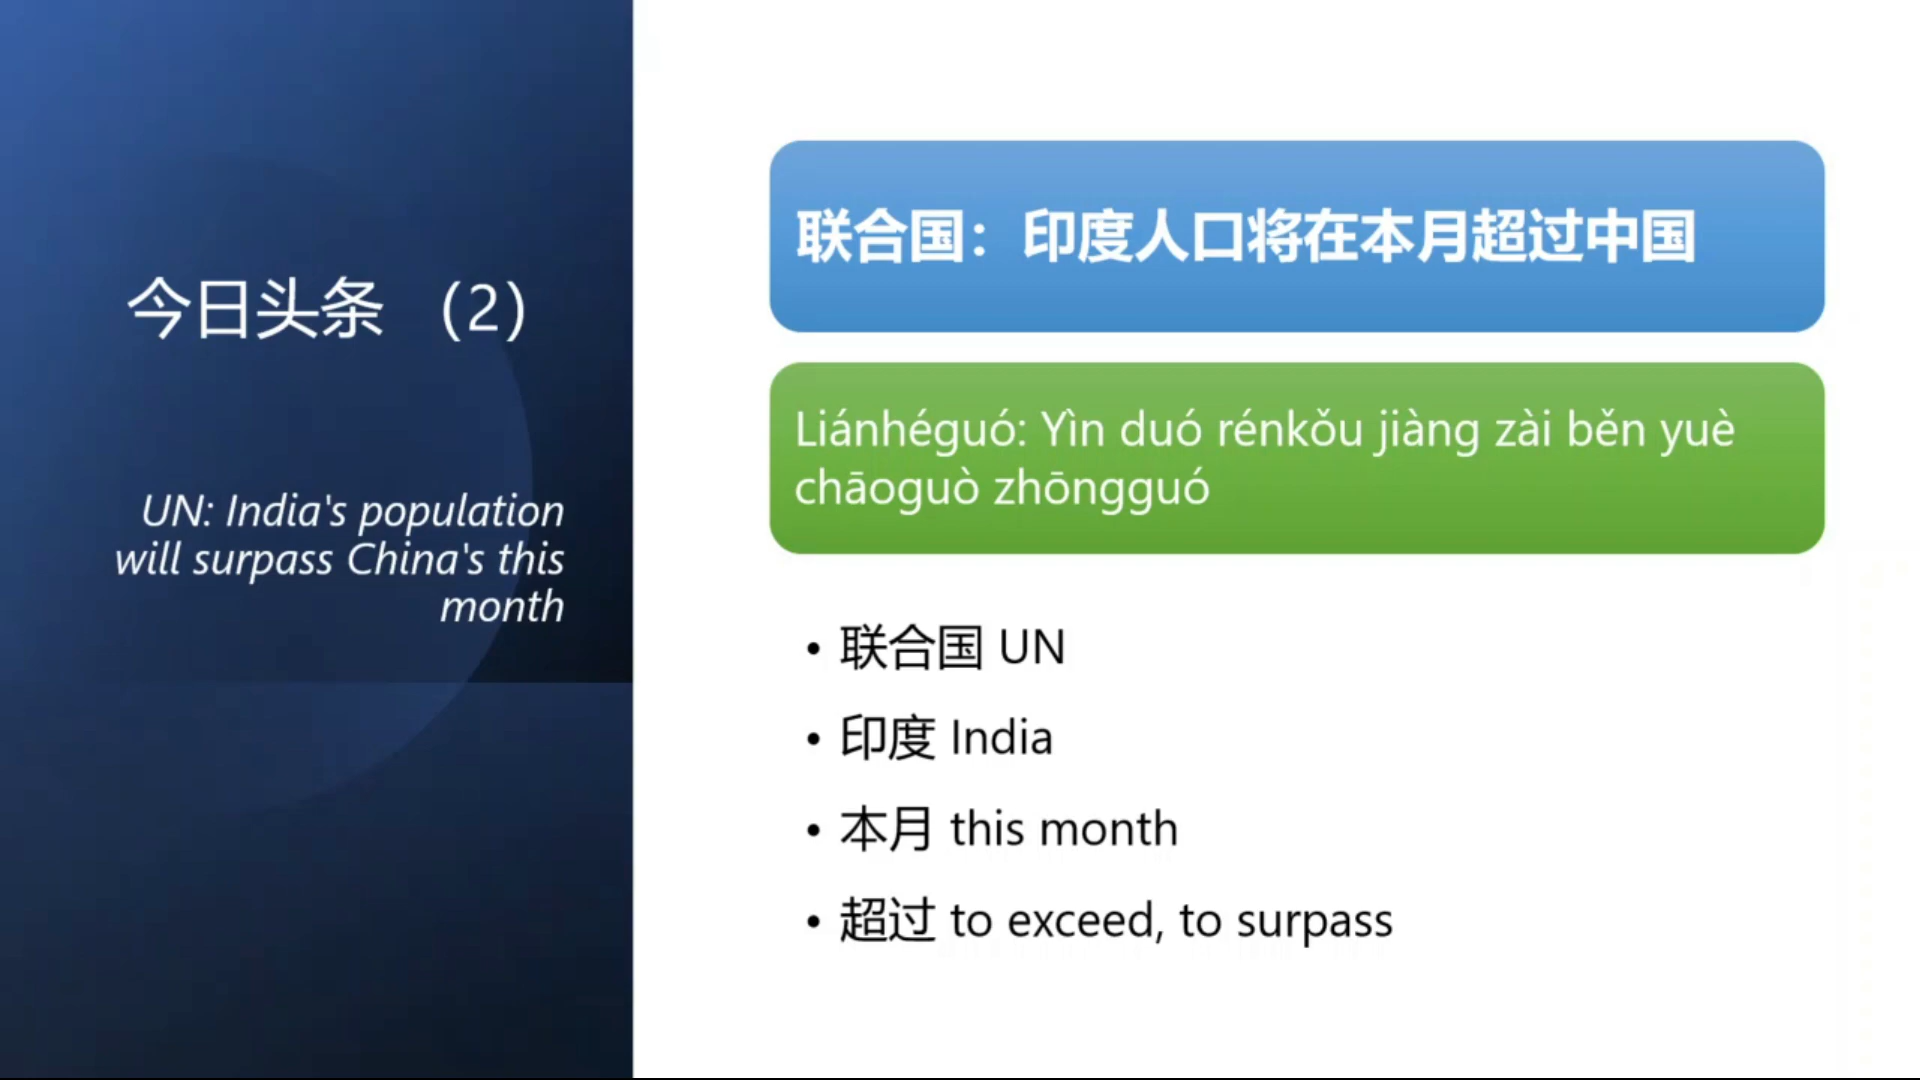 今日头条 （2）
UN: India's population
will surpass China's this
month
联合国：印度人口将在本月超过中国
Liánhéguó: Yìn duó rénkǒu jiàng zài běn yuè
chāoguò zhōngguó
• 联合国 UN
• 印度 India
• 本月 this month
• 超过 to exceed, to surpass